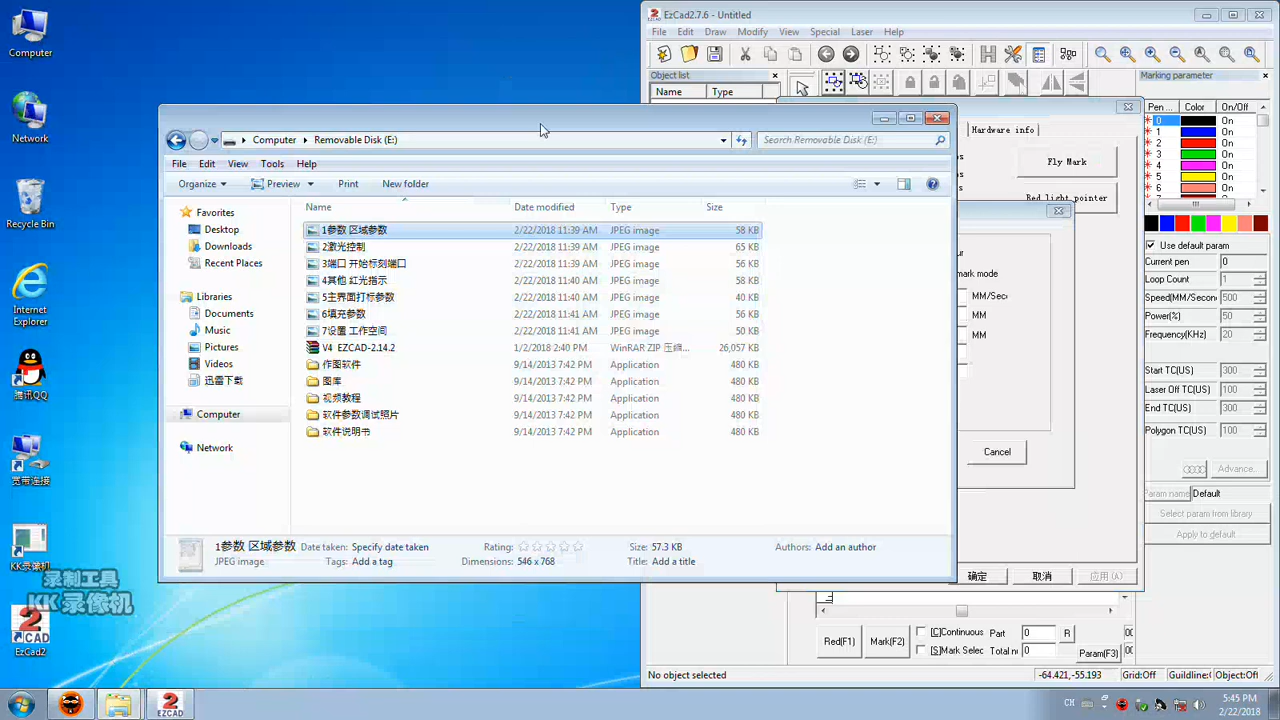 Computer
Network
Recycle Bin
Internet
Explorer
腾讯QQ
宽带连接
KK录像机
录制工具
KK 录像机
EzCad2
EzCad2.7.6 - Untitled
File Edit Draw Modify View Special Laser Help
Object list
Name Type
Marking parameter
Pen ... Color On/Off
0 On
1 On
2 On
3 On
4 On
5 On
6 On
Use default param
Current pen 0
Loop Count 1
Speed(MM/Secon 500
Power(%) 50
Frequency(KHz) 20
Start TC(US) 300
Laser Off TC(US) 100
End TC(US) 300
Polygon TC(US) 100
Advance...
Param name Default
Select param from library
Apply to default
Hardware info
Fly Mark
Red light pointer
mark mode
MM/Secon
MM
MM
Cancel
确定 取消 应用(A)
Red(F1) Mark(F2) [C]Continuous Part 0 R
[S]Mark Selec Total nu 0 Param(F3)
No object selected -64.421,-55.193 Grid:Off Guildline: Object:Off
Computer Removable Disk (E:)
Search Removable Disk (E:)
File Edit View Tools Help
Organize Preview Print New folder
Favorites
Desktop
Downloads
Recent Places
Libraries
Documents
Music
Pictures
Videos
迅雷下载
Computer
Network
Name Date modified Type Size
1参数 区域参数 2/22/2018 11:39 AM JPEG image 58 KB
2激光控制 2/22/2018 11:39 AM JPEG image 65 KB
3端口 开始标刻端口 2/22/2018 11:39 AM JPEG image 56 KB
4其他 红光指示 2/22/2018 11:40 AM JPEG image 58 KB
5主界面打标参数 2/22/2018 11:40 AM JPEG image 40 KB
6填充参数 2/22/2018 11:41 AM JPEG image 56 KB
7设置 工作空间 2/22/2018 11:41 AM JPEG image 50 KB
V4 EZCAD-2.14.2 1/2/2018 2:40 PM WinRAR ZIP 压缩... 26,057 KB
作图软件 9/14/2013 7:42 PM Application 480 KB
图库 9/14/2013 7:42 PM Application 480 KB
视频教程 9/14/2013 7:42 PM Application 480 KB
软件参数调试照片 9/14/2013 7:42 PM Application 480 KB
软件说明书 9/14/2013 7:42 PM Application 480 KB
1参数 区域参数 Date taken: Specify date taken Rating: Size: 57.3 KB Authors: Add an author
JPEG image Tags: Add a tag Dimensions: 546 x 768 Title: Add a title
EZCAD
CH
5:45 PM
2/22/2018